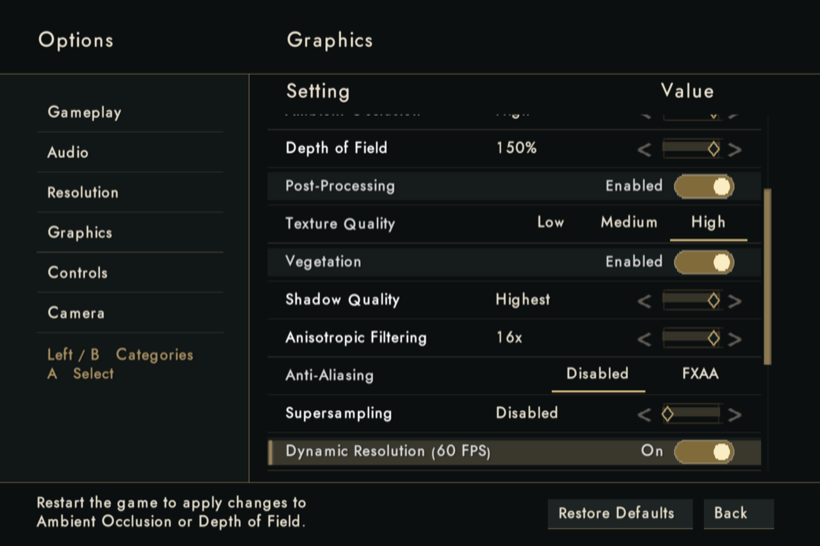 Options
Graphics
Gameplay
Audio
Resolution
Graphics
Controls
Camera
Left / B Categories
A Select
Setting Value
Depth of Field 150% < >
Post-Processing Enabled
Texture Quality Low Medium High
Vegetation Enabled
Shadow Quality Highest < >
Anisotropic Filtering 16x < >
Anti-Aliasing Disabled FXAA
Supersampling Disabled < >
Dynamic Resolution (60 FPS) On
Restart the game to apply changes to
Ambient Occlusion or Depth of Field.
Restore Defaults Back